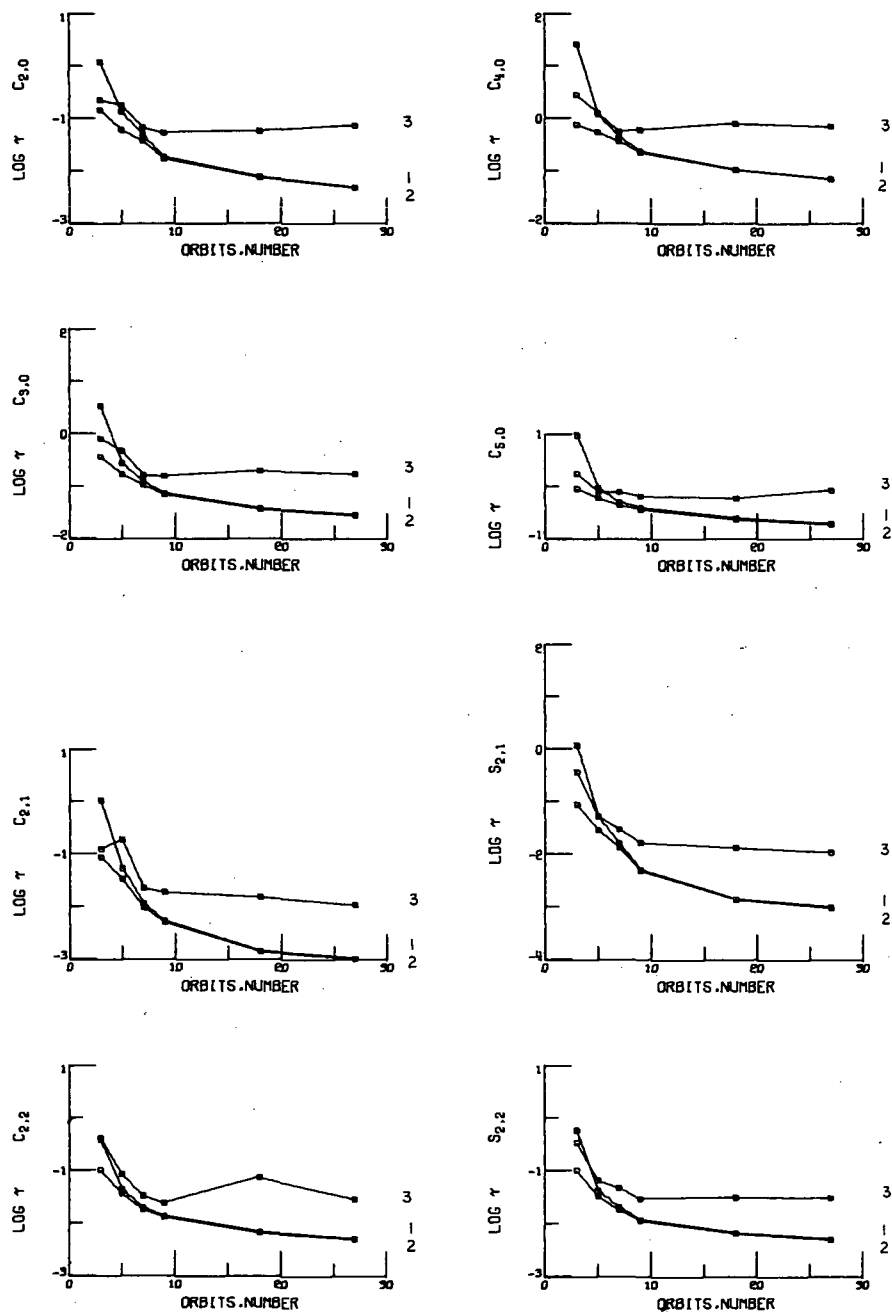 1
-1
-3
LOG τ C2,0
0 10 20 30
ORBITS.NUMBER
3
1
2
2
0
-2
LOG τ C4,0
0 10 20 30
ORBITS.NUMBER
3
1
2
2
0
-2
LOG τ C3,0
0 10 20 30
ORBITS.NUMBER
3
1
2
1
-1
LOG τ C5,0
0 10 20 30
ORBITS.NUMBER
3
1
2
1
-1
-3
LOG τ C2,1
0 10 20 30
ORBITS.NUMBER
3
1
2
2
0
-2
-4
LOG τ S2,1
0 10 20 30
ORBITS.NUMBER
3
1
2
1
-1
-3
LOG τ C2,2
0 10 20 30
ORBITS.NUMBER
3
1
2
1
-1
-3
LOG τ S2,2
0 10 20 30
ORBITS.NUMBER
3
1
2